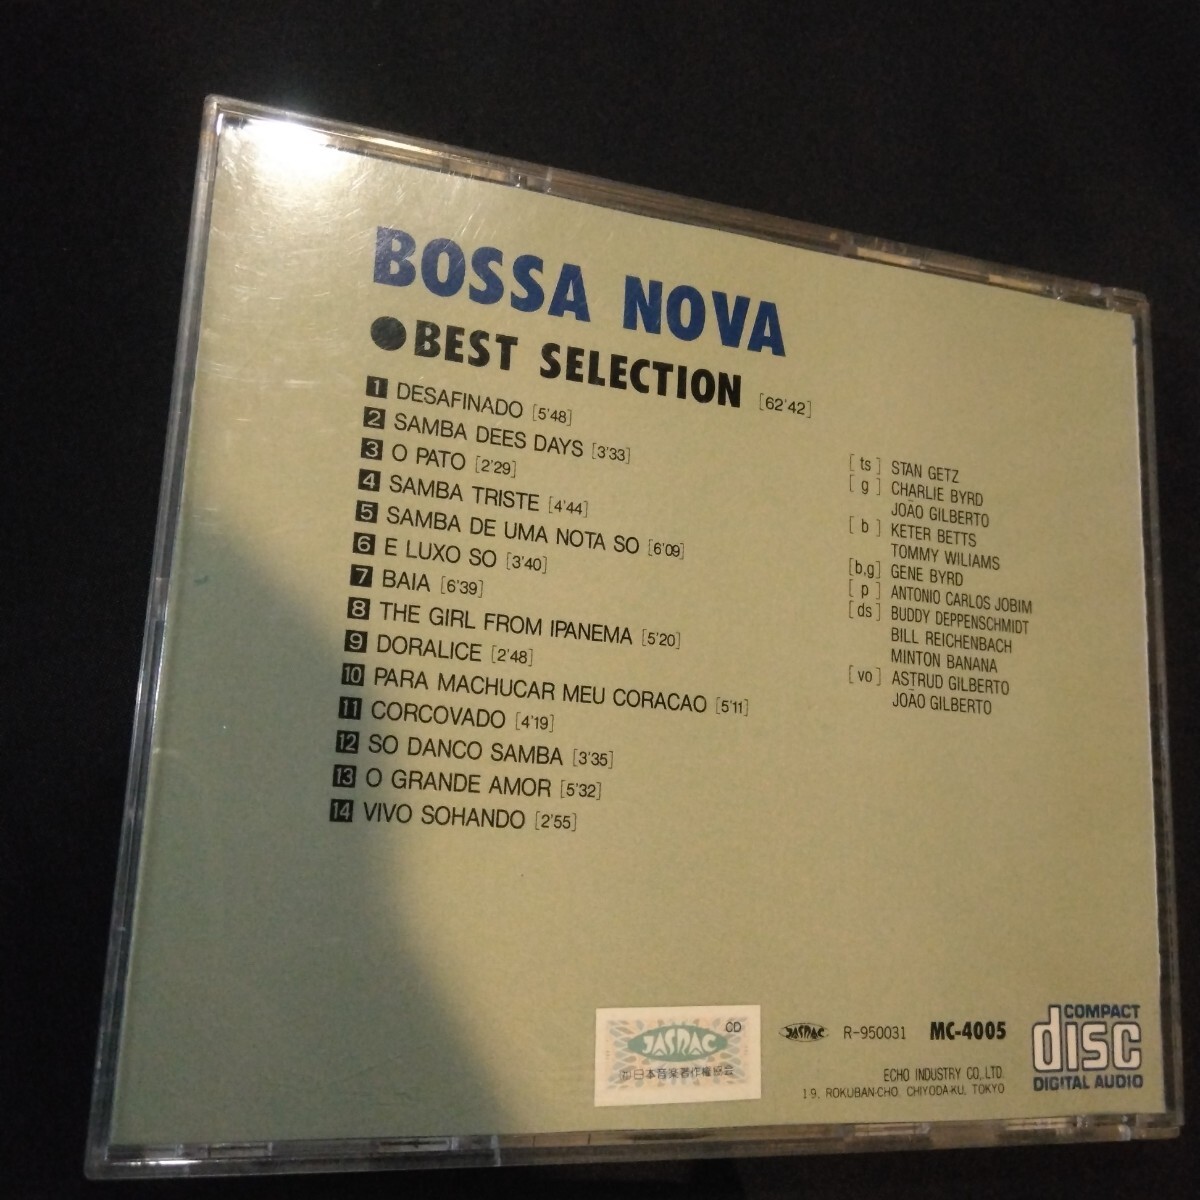 BOSSA NOVA
●BEST SELECTION [62'42]
1 DESAFINADO [5'48]
2 SAMBA DEES DAYS [3'33]
3 O PATO [2'29]
4 SAMBA TRISTE [4'44]
5 SAMBA DE UMA NOTA SO [6'09]
6 E LUXO SO [3'40]
7 BAIA [6'39]
8 THE GIRL FROM IPANEMA [5'20]
9 DORALICE [2'48]
10 PARA MACHUCAR MEU CORACAO [5'11]
11 CORCOVADO [4'19]
12 SO DANCO SAMBA [3'35]
13 O GRANDE AMOR [5'32]
14 VIVO SOHANDO [2'55]
[ts] STAN GETZ
[g] CHARLIE BYRD
JOÃO GILBERTO
[b] KETER BETTS
TOMMY WILIAMS
[b,g] GENE BYRD
[p] ANTONIO CARLOS JOBIM
[ds] BUDDY DEPPENSCHMIDT
BILL REICHENBACH
MINTON BANANA
[vo] ASTRUD GILBERTO
JOÃO GILBERTO
CD
JASRAC
㈳日本音楽著作権協会
JASRAC R-950031 MC-4005
ECHO INDUSTRY CO., LTD.
19, ROKUBAN-CHO, CHIYODA-KU, TOKYO
COMPACT
disc
DIGITAL AUDIO